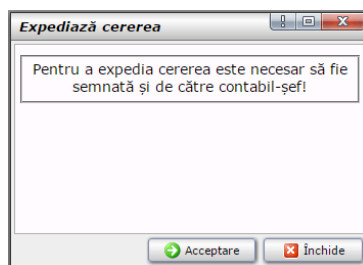 Expediază cererea
Pentru a expedia cererea este necesar să fie
semnată și de către contabil-șef!
Acceptare
Închide